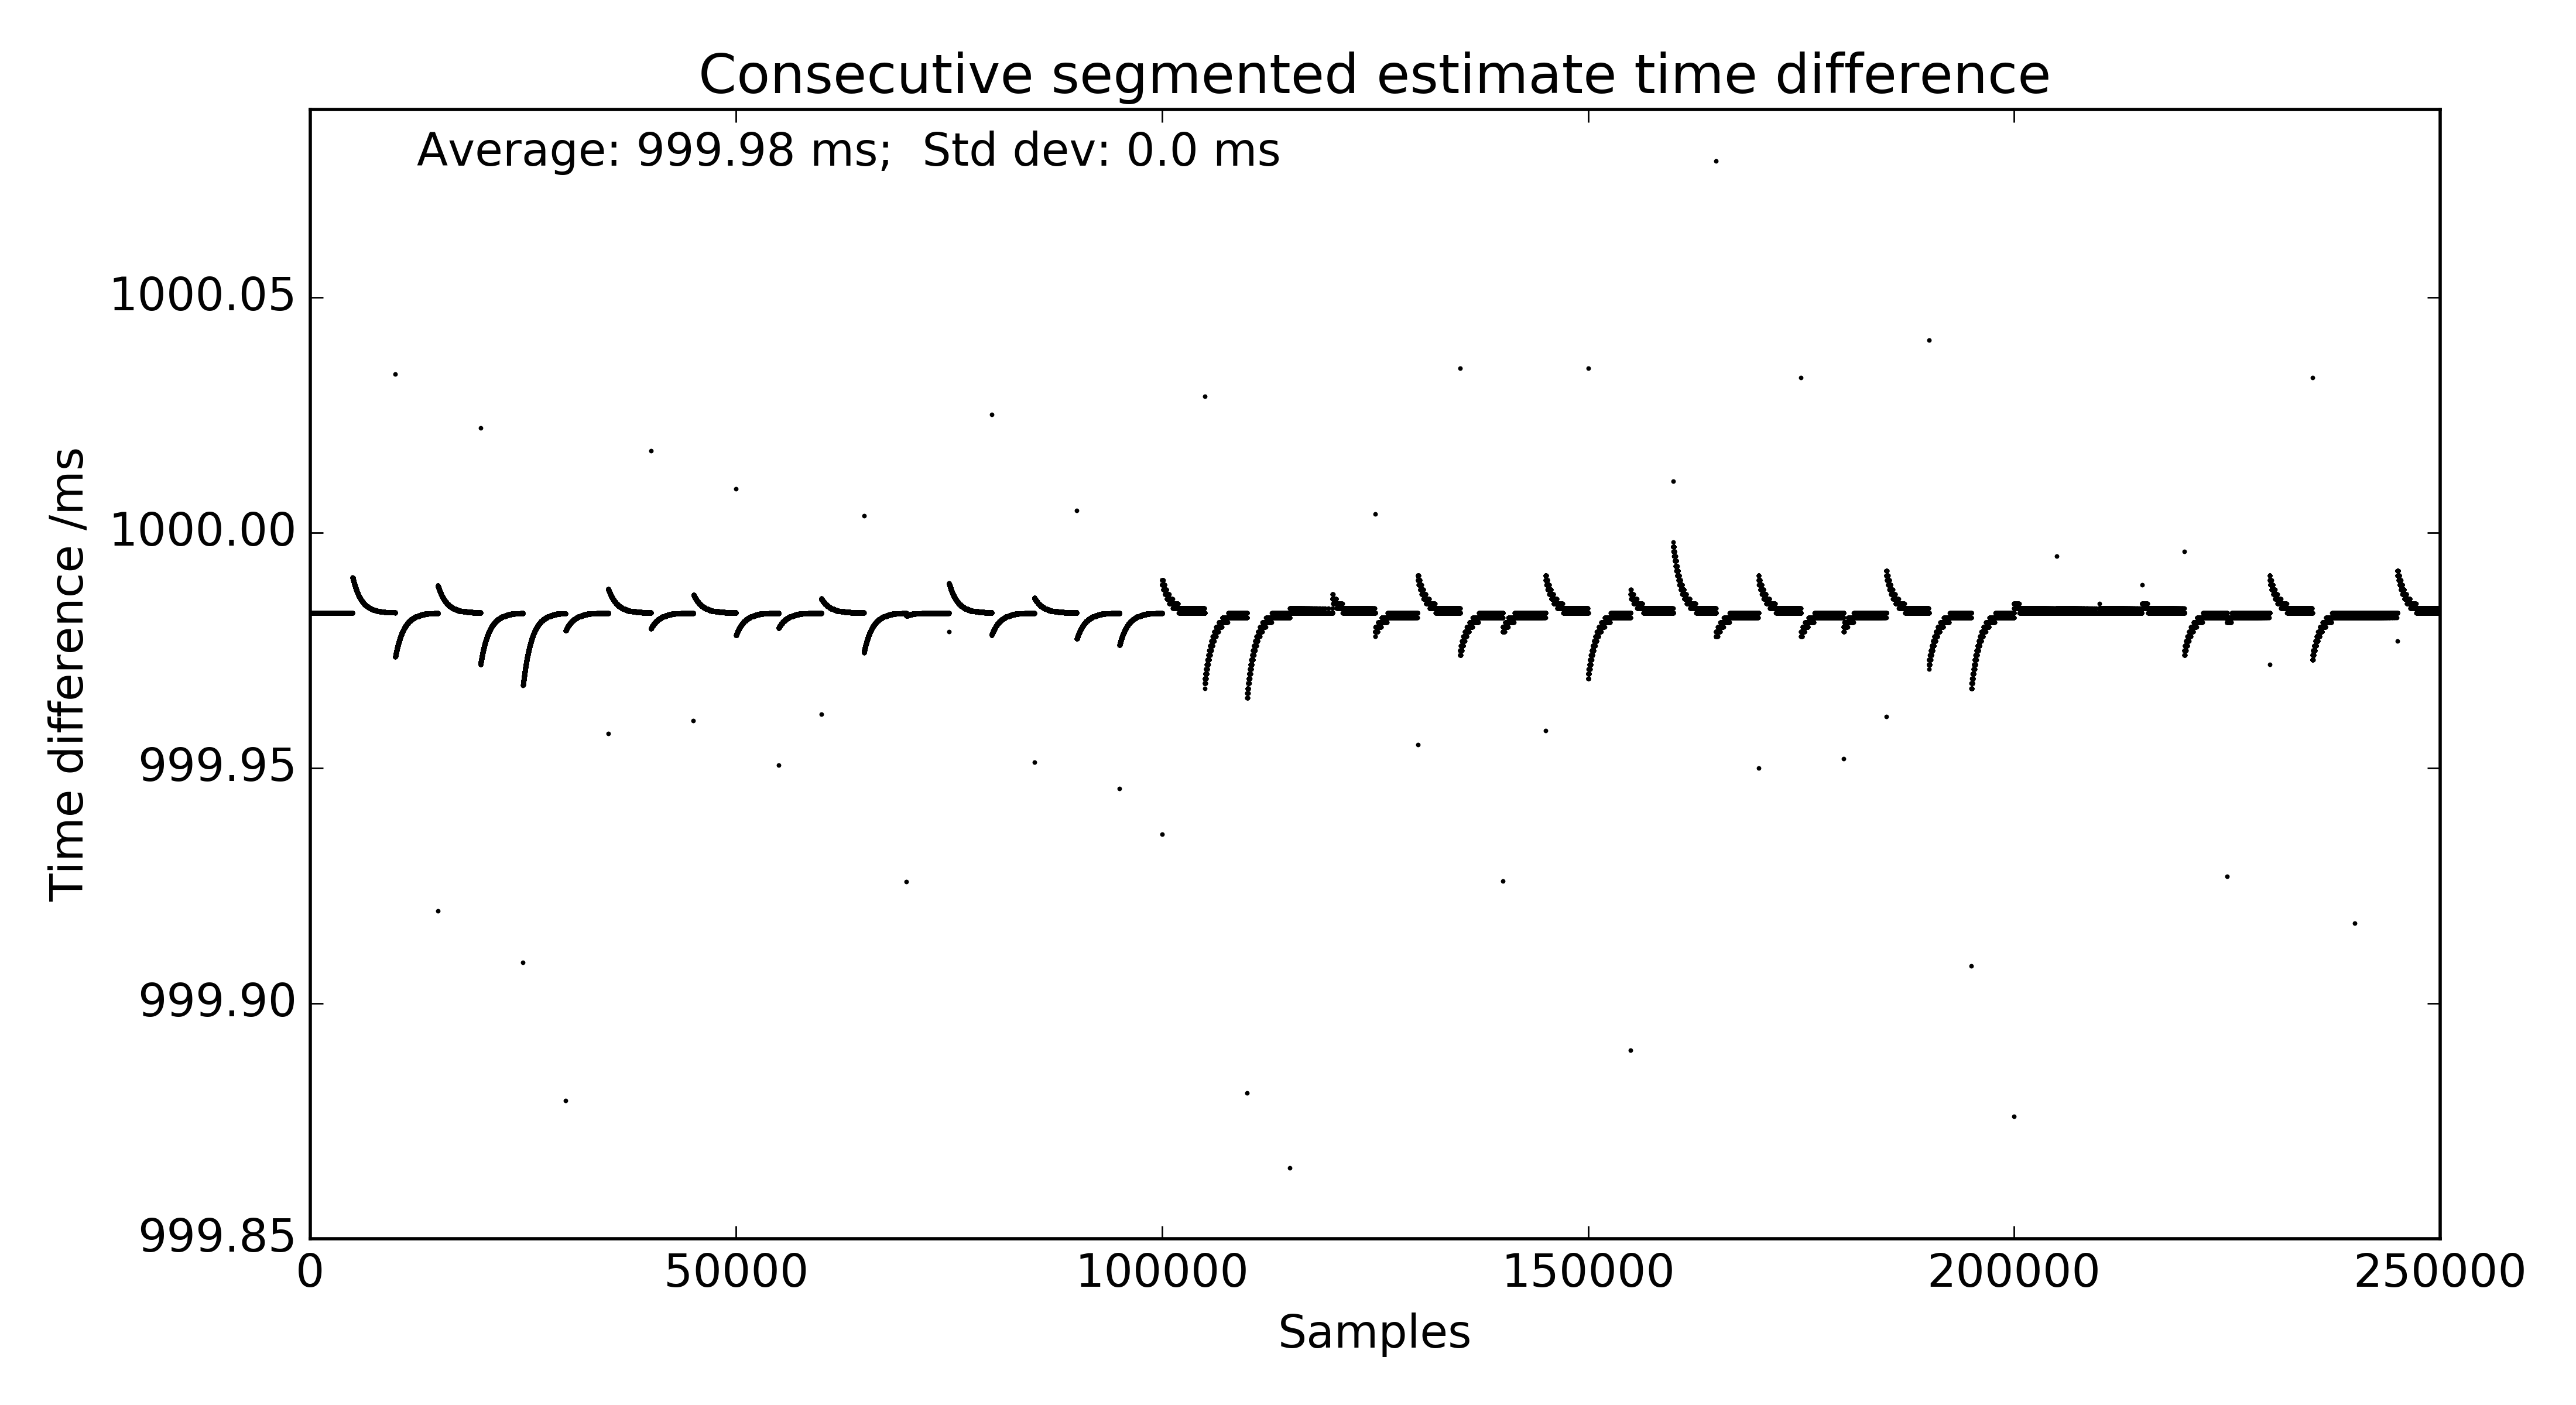 Consecutive segmented estimate time difference
Average: 999.98 ms;  Std dev: 0.0 ms
Time difference /ms
1000.05
1000.00
999.95
999.90
999.85
0 50000 100000 150000 200000 250000
Samples